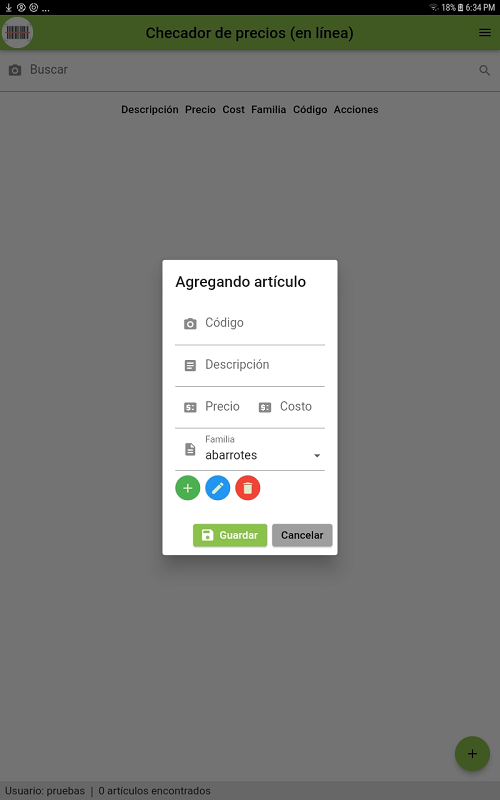 18% 6:34 PM
Checador de precios (en línea)
Buscar
Descripción Precio Cost Familia Código Acciones
Agregando artículo
Código
Descripción
Precio Costo
Familia
abarrotes
Guardar Cancelar
Usuario: pruebas | 0 artículos encontrados